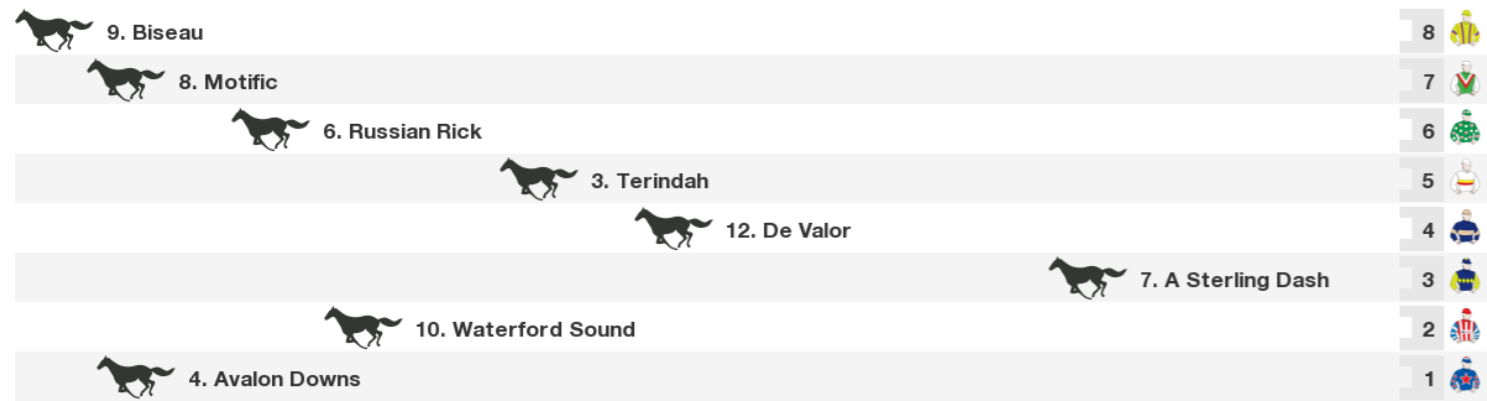 9. Biseau 8
8. Motific 7
6. Russian Rick 6
3. Terindah 5
12. De Valor 4
7. A Sterling Dash 3
10. Waterford Sound 2
4. Avalon Downs 1